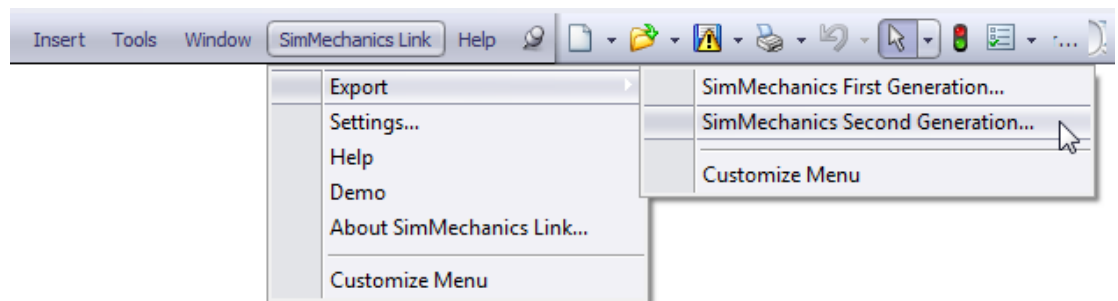 Insert Tools Window SimMechanics Link Help
Export
Settings...
Help
Demo
About SimMechanics Link...
Customize Menu
SimMechanics First Generation...
SimMechanics Second Generation...
Customize Menu